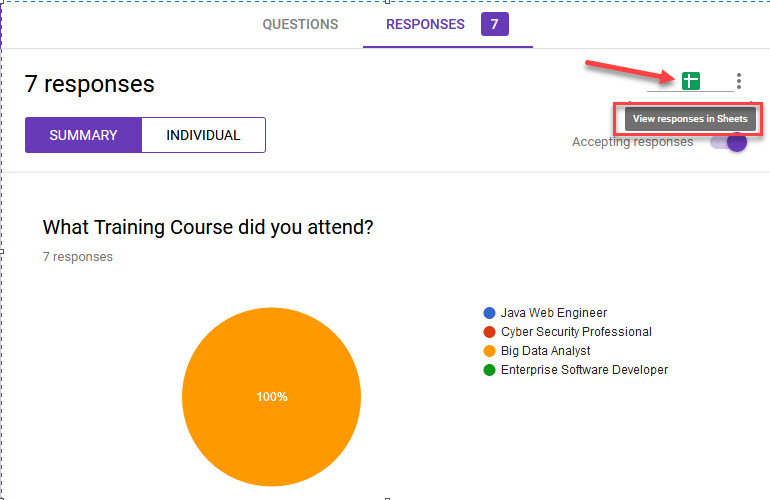 QUESTIONS RESPONSES 7
7 responses
View responses in Sheets
SUMMARY INDIVIDUAL
Accepting responses
What Training Course did you attend?
7 responses
Java Web Engineer
Cyber Security Professional
Big Data Analyst
Enterprise Software Developer
100%